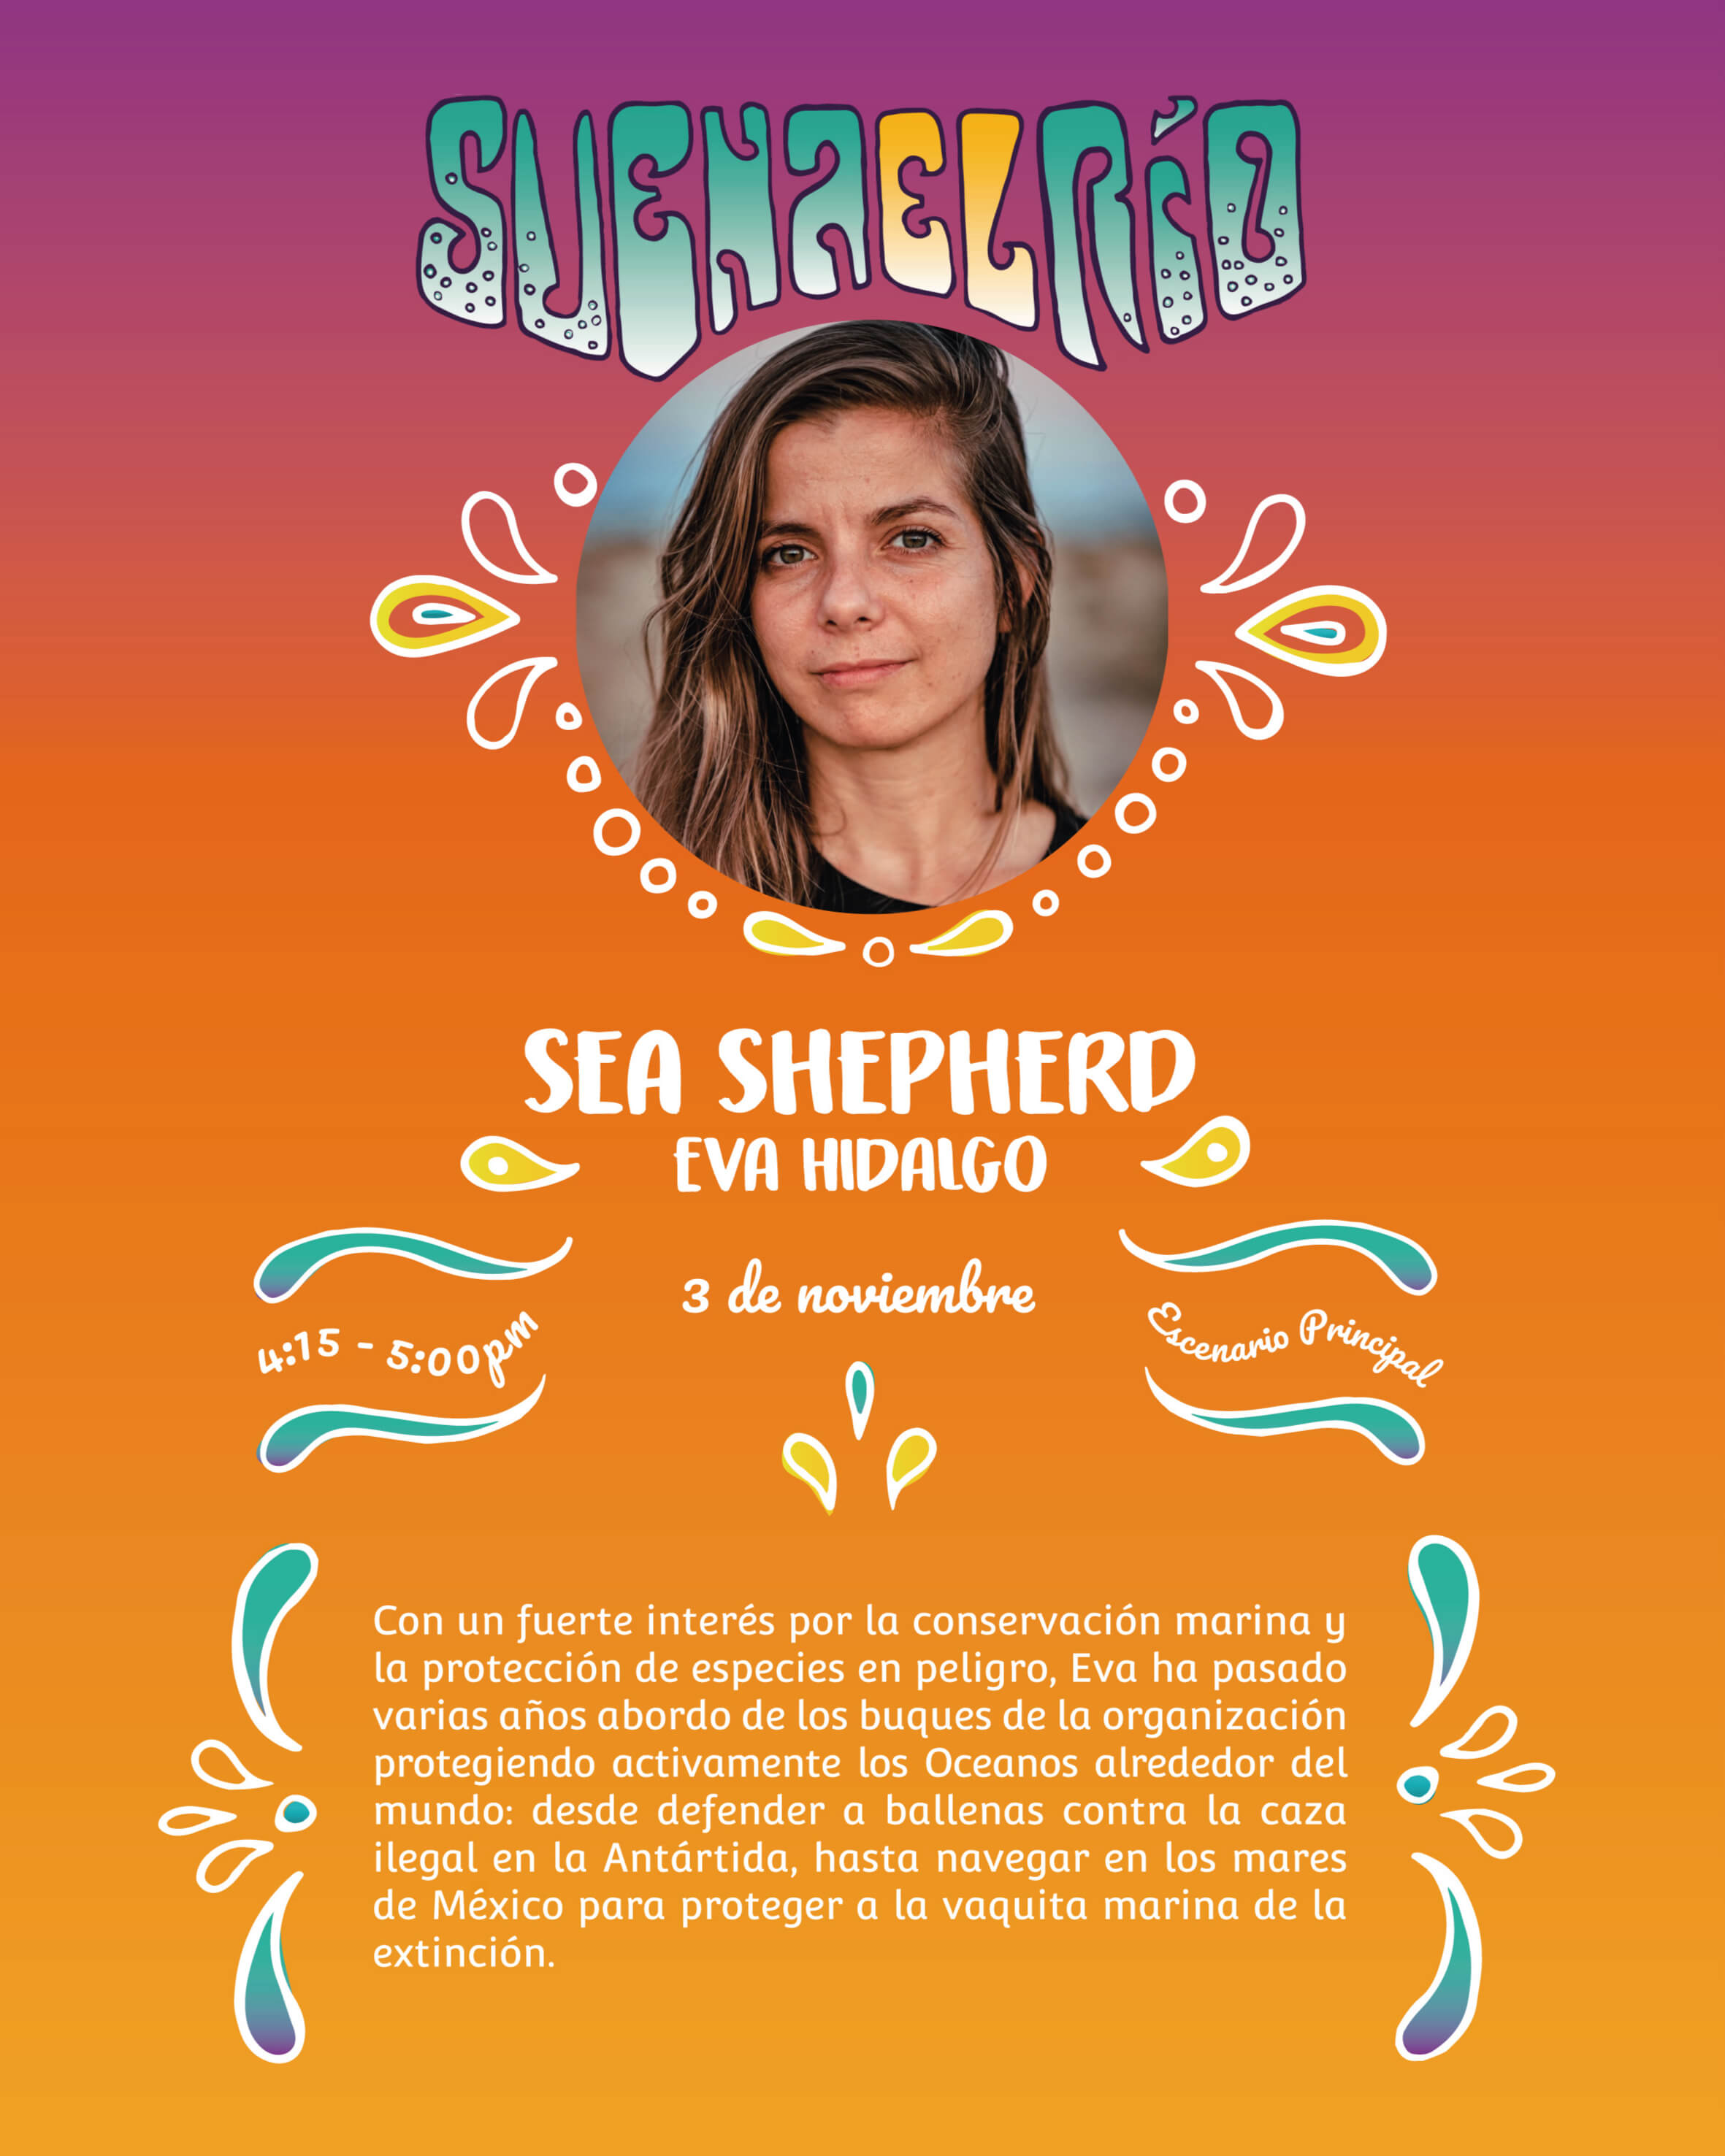 SUENAELRÍO
SEA SHEPHERD
EVA HIDALGO
3 de noviembre
4:15 - 5:00pm
Escenario Principal
Con un fuerte interés por la conservación marina y
la protección de especies en peligro, Eva ha pasado
varias años abordo de los buques de la organización
protegiendo activamente los Oceanos alrededor del
mundo: desde defender a ballenas contra la caza
ilegal en la Antártida, hasta navegar en los mares
de México para proteger a la vaquita marina de la
extinción.